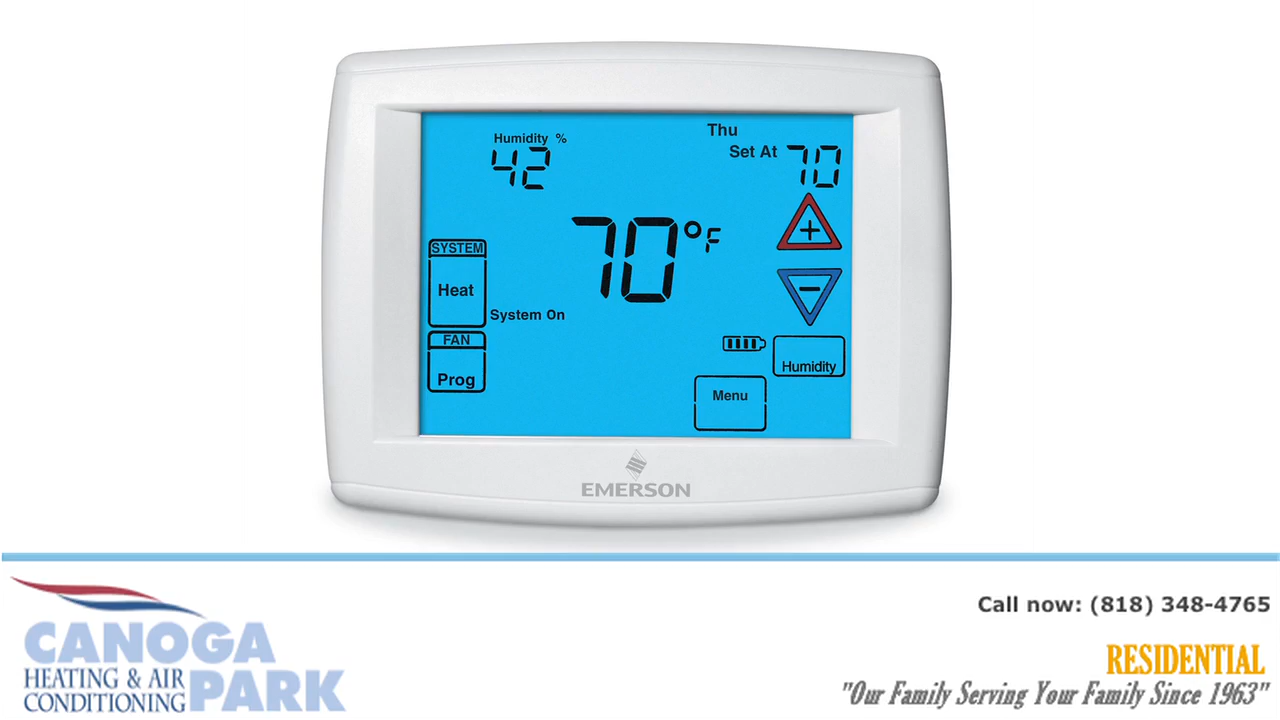 Humidity %
42
Thu
Set At 70
70°F
SYSTEM
Heat
System On
FAN
Prog
Humidity
Menu
EMERSON
CANOGA
PARK
HEATING & AIR
CONDITIONING
Call now: (818) 348-4765
RESIDENTIAL
"Our Family Serving Your Family Since 1963"